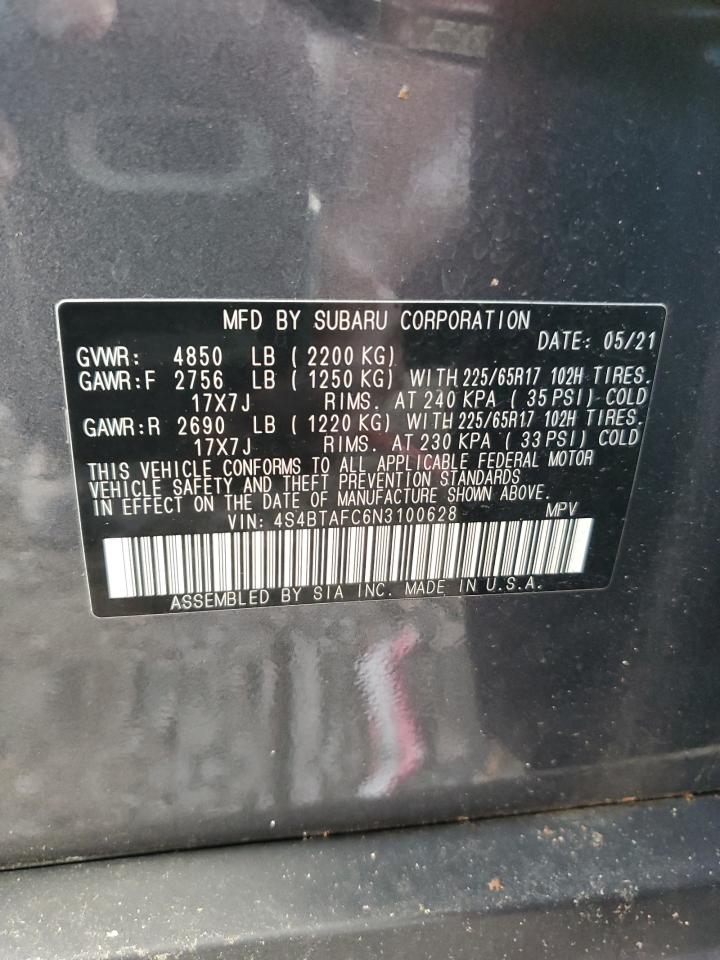 MFD BY SUBARU CORPORATION
DATE: 05/21
GVWR: 4850 LB ( 2200 KG)
GAWR:F 2756 LB ( 1250 KG) WITH 225/65R17 102H TIRES.
17X7J RIMS. AT 240 KPA ( 35 PSI) COLD
GAWR:R 2690 LB ( 1220 KG) WITH 225/65R17 102H TIRES.
17X7J RIMS. AT 230 KPA ( 33 PSI) COLD
THIS VEHICLE CONFORMS TO ALL APPLICABLE FEDERAL MOTOR
VEHICLE SAFETY AND THEFT PREVENTION STANDARDS
IN EFFECT ON THE DATE OF MANUFACTURE SHOWN ABOVE.
VIN: 4S4BTAFC6N3100628 MPV
ASSEMBLED BY SIA INC. MADE IN U.S.A.